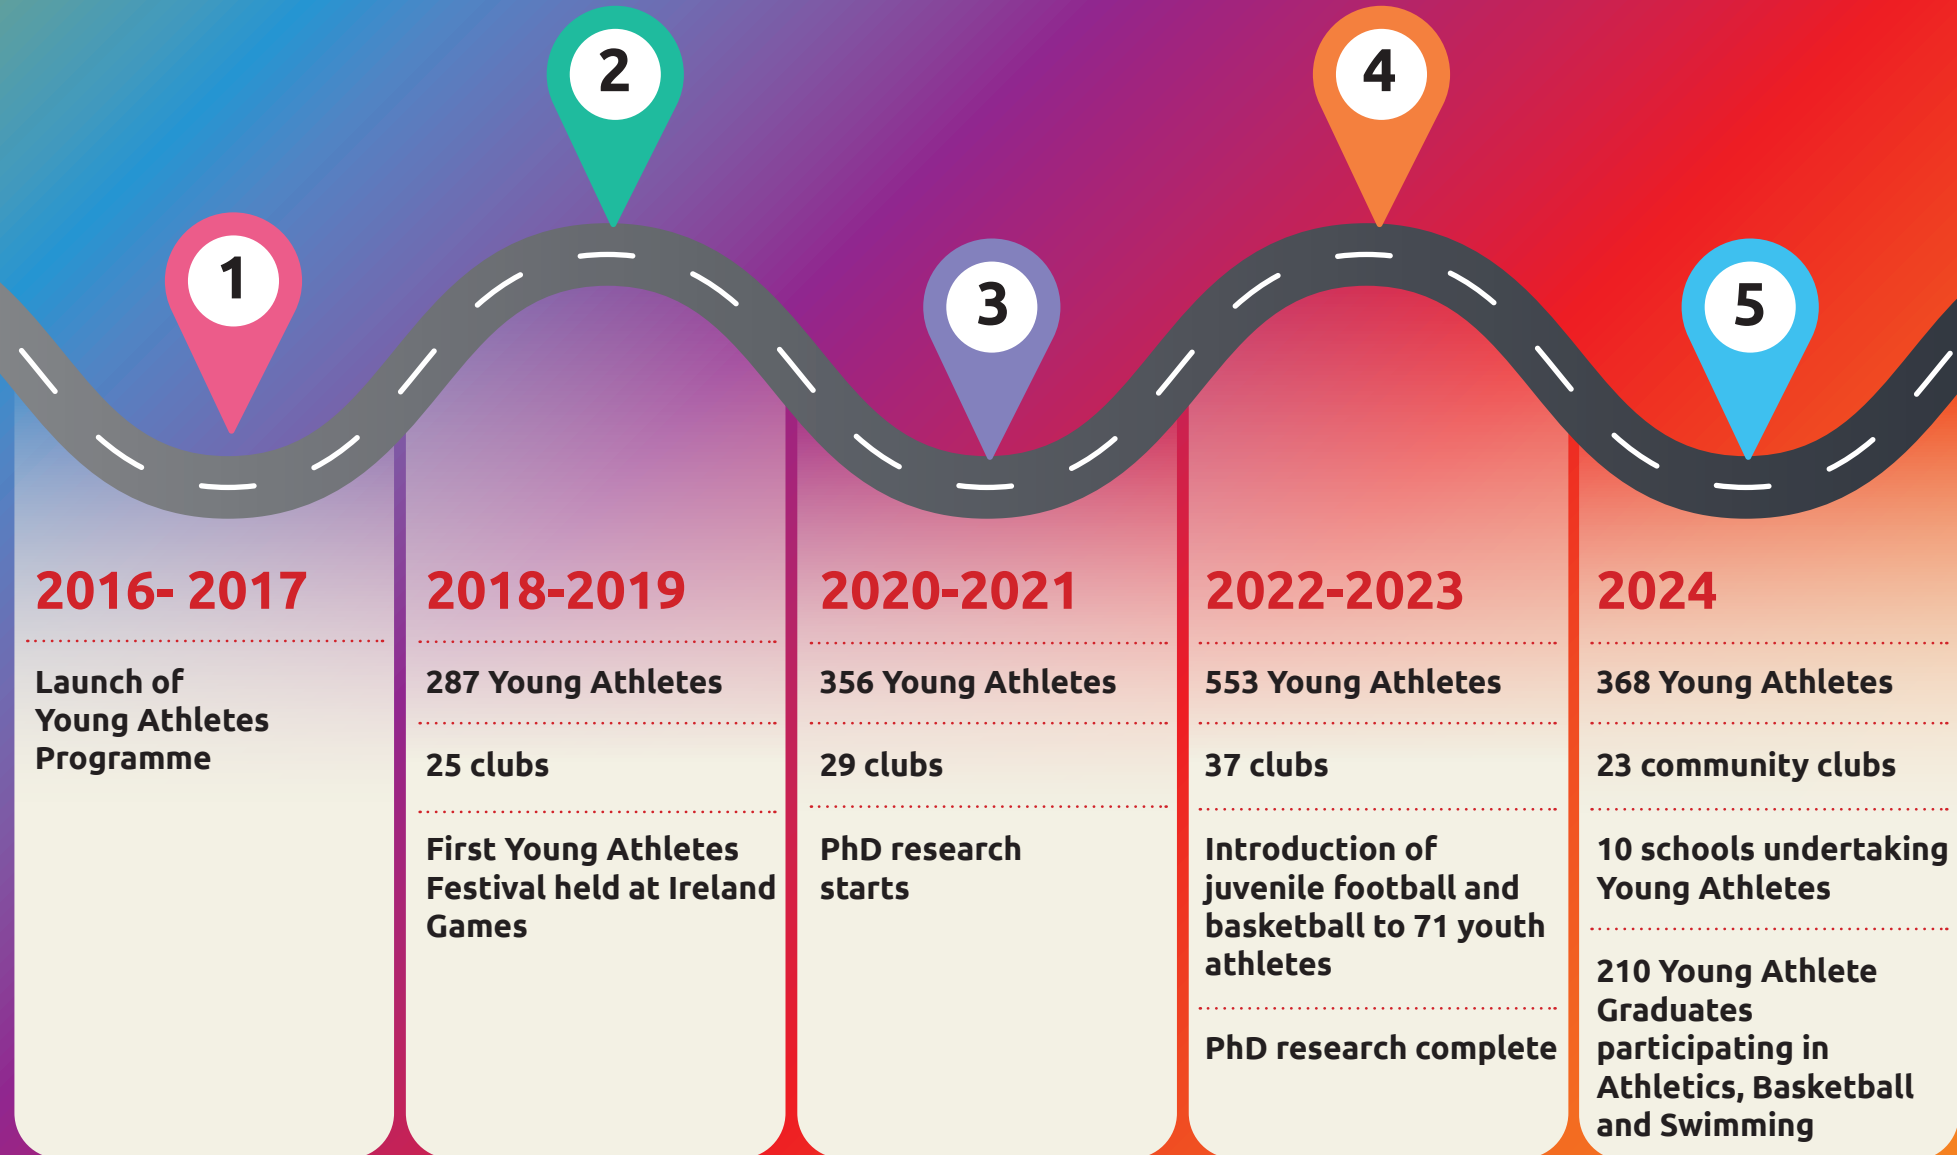 1
2
3
4
5
2016- 2017
Launch of
Young Athletes
Programme
2018-2019
287 Young Athletes
25 clubs
First Young Athletes
Festival held at Ireland
Games
2020-2021
356 Young Athletes
29 clubs
PhD research
starts
2022-2023
553 Young Athletes
37 clubs
Introduction of
juvenile football and
basketball to 71 youth
athletes
PhD research complete
2024
368 Young Athletes
23 community clubs
10 schools undertaking
Young Athletes
210 Young Athlete
Graduates
participating in
Athletics, Basketball
and Swimming